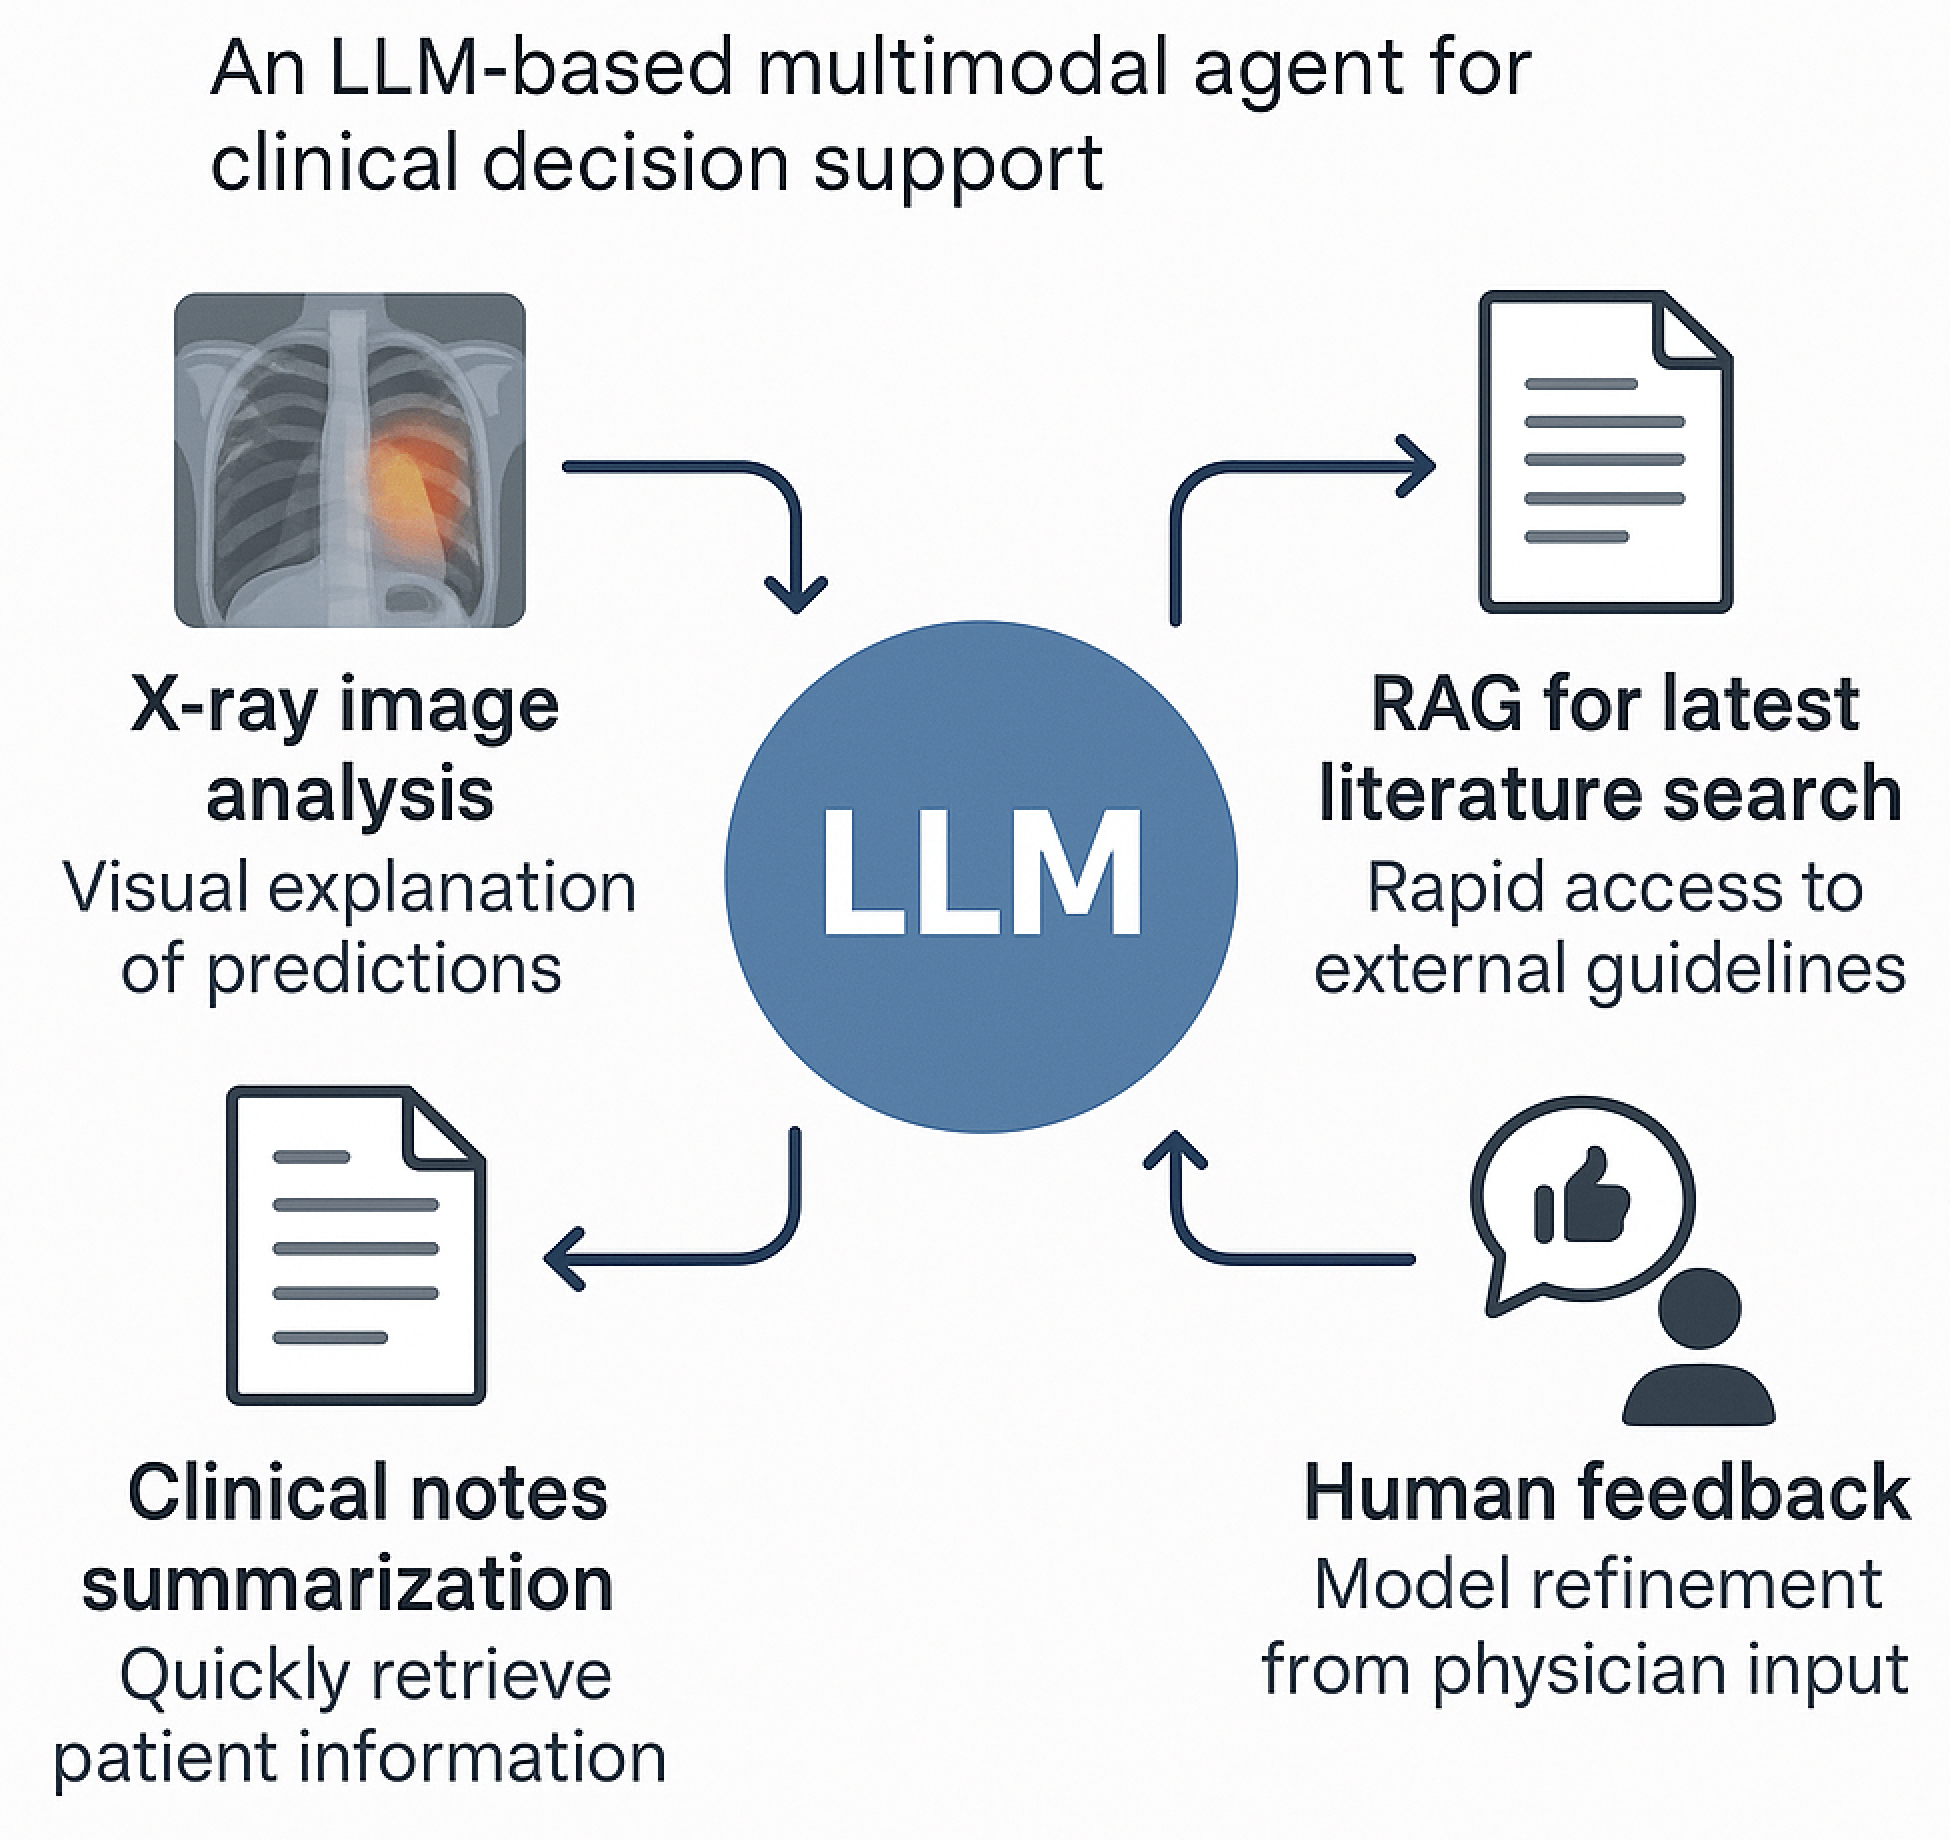 An LLM-based multimodal agent for
clinical decision support
X-ray image
analysis
Visual explanation
of predictions
LLM
RAG for latest
literature search
Rapid access to
external guidelines
Clinical notes
summarization
Quickly retrieve
patient information
Human feedback
Model refinement
from physician input